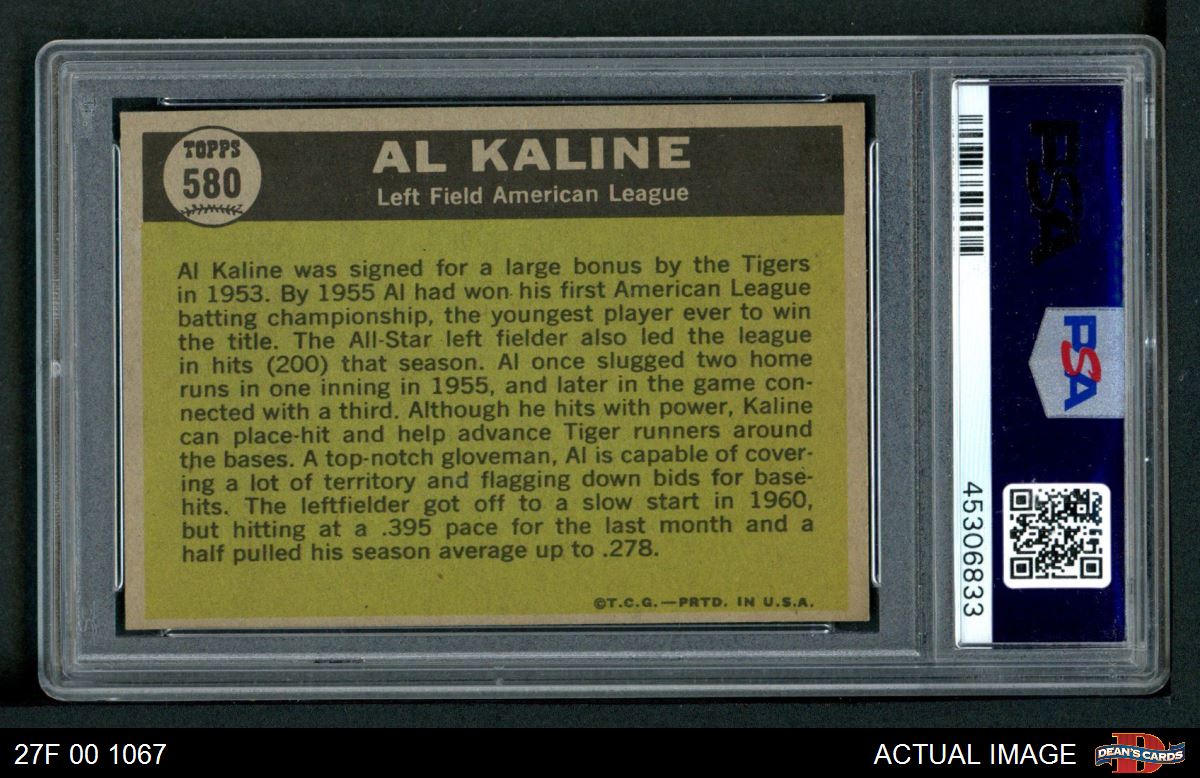 TOPPS
580
AL KALINE
Left Field American League
Al Kaline was signed for a large bonus by the Tigers
in 1953. By 1955 Al had won his first American League
batting championship, the youngest player ever to win
the title. The All-Star left fielder also led the league
in hits (200) that season. Al once slugged two home
runs in one inning in 1955, and later in the game con-
nected with a third. Although he hits with power, Kaline
can place-hit and help advance Tiger runners around
the bases. A top-notch gloveman, Al is capable of cover-
ing a lot of territory and flagging down bids for base-
hits. The leftfielder got off to a slow start in 1960,
but hitting at a .395 pace for the last month and a
half pulled his season average up to .278.
©T.C.G.—PRTD. IN U.S.A.
PSA
PSA
45306833
27F 00 1067
ACTUAL IMAGE
DEAN'S CARDS